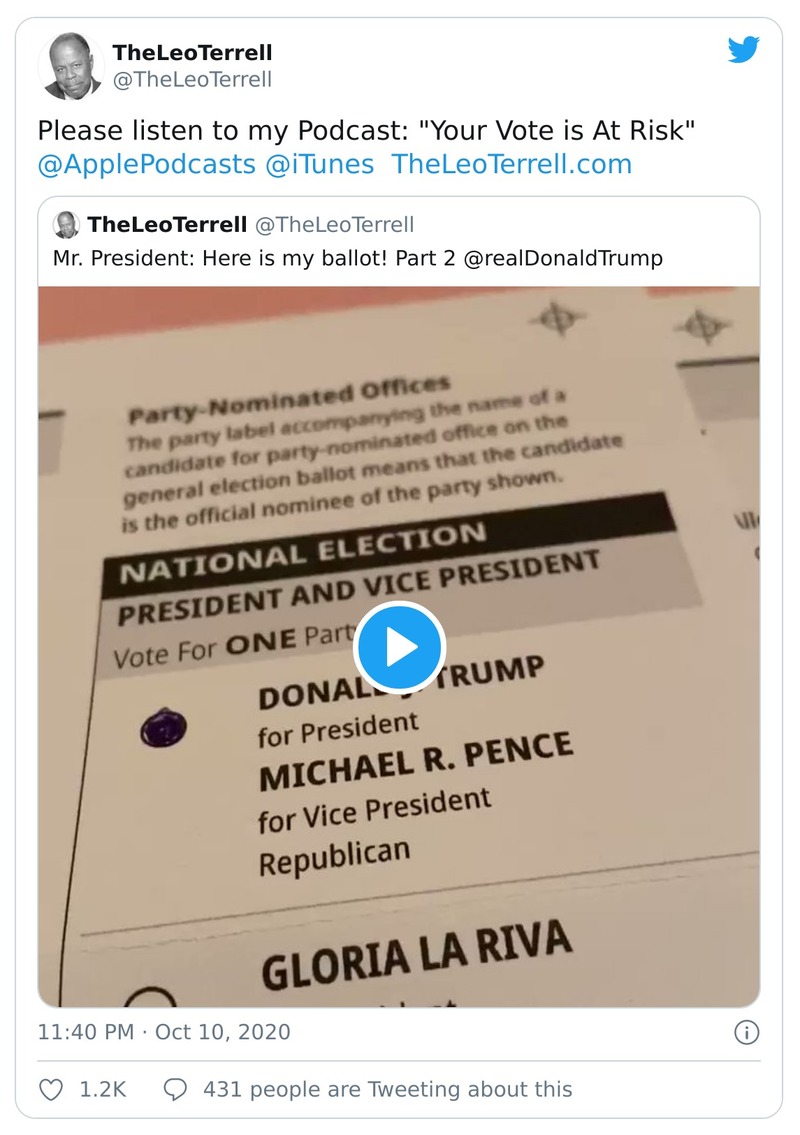 TheLeoTerrell
@TheLeoTerrell
Please listen to my Podcast: "Your Vote is At Risk"
@ApplePodcasts @iTunes TheLeoTerrell.com
TheLeoTerrell @TheLeoTerrell
Mr. President: Here is my ballot! Part 2 @realDonaldTrump
Party-Nominated Offices
The party label accompanying the name of a
candidate for party-nominated office on the
general election ballot means that the candidate
is the official nominee of the party shown.
NATIONAL ELECTION
PRESIDENT AND VICE PRESIDENT
Vote For ONE Party
DONALD J. TRUMP
for President
MICHAEL R. PENCE
for Vice President
Republican
GLORIA LA RIVA
11:40 PM · Oct 10, 2020
1.2K
431 people are Tweeting about this